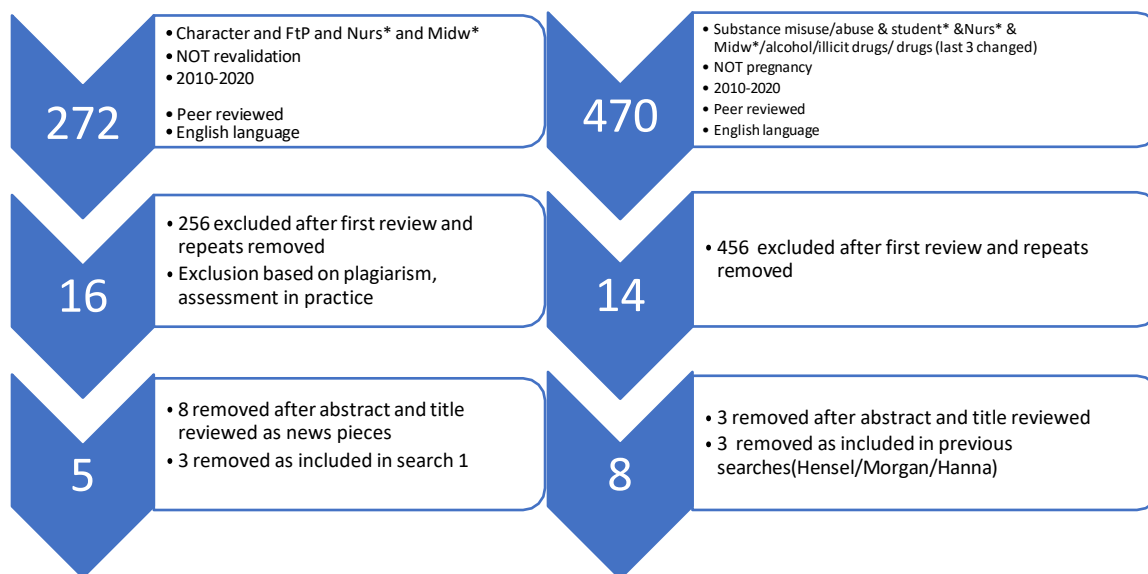 272
• Character and FtP and Nurs* and Midw*
• NOT revalidation
• 2010-2020
• Peer reviewed
• English language
16
• 256 excluded after first review and
repeats removed
• Exclusion based on plagiarism,
assessment in practice
5
• 8 removed after abstract and title
reviewed as news pieces
• 3 removed as included in search 1
470
• Substance misuse/abuse & student* &Nurs* &
Midw*/alcohol/illicit drugs/ drugs (last 3 changed)
• NOT pregnancy
• 2010-2020
• Peer reviewed
• English language
14
• 456 excluded after first review and repeats
removed
8
• 3 removed after abstract and title reviewed
• 3 removed as included in previous
searches(Hensel/Morgan/Hanna)